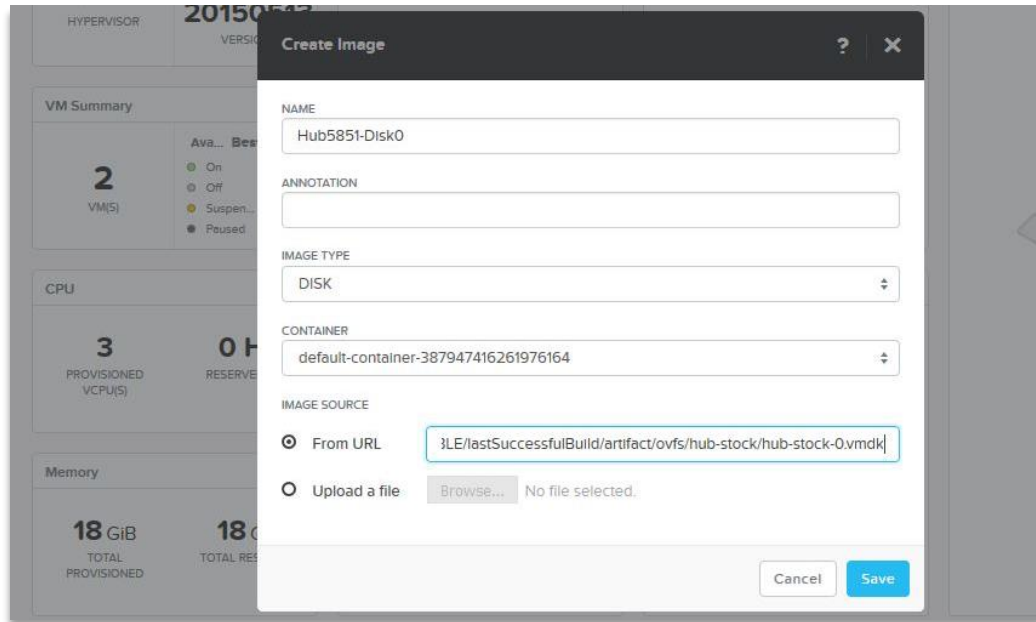 HYPERVISOR
VM Summary
2
VM(S)
Ava... Bes
On
Off
Suspen...
Paused
CPU
3
PROVISIONED
VCPU(S)
0 H
RESERVE
Memory
18 GiB
TOTAL
PROVISIONED
18
TOTAL RES
Create Image
?
NAME
Hub5851-Disk0
ANNOTATION
IMAGE TYPE
DISK
CONTAINER
default-container-387947416261976164
IMAGE SOURCE
From URL
LE/lastSuccessfulBuild/artifact/ovfs/hub-stock/hub-stock-0.vmdk
Upload a file
Browse... No file selected.
Cancel
Save